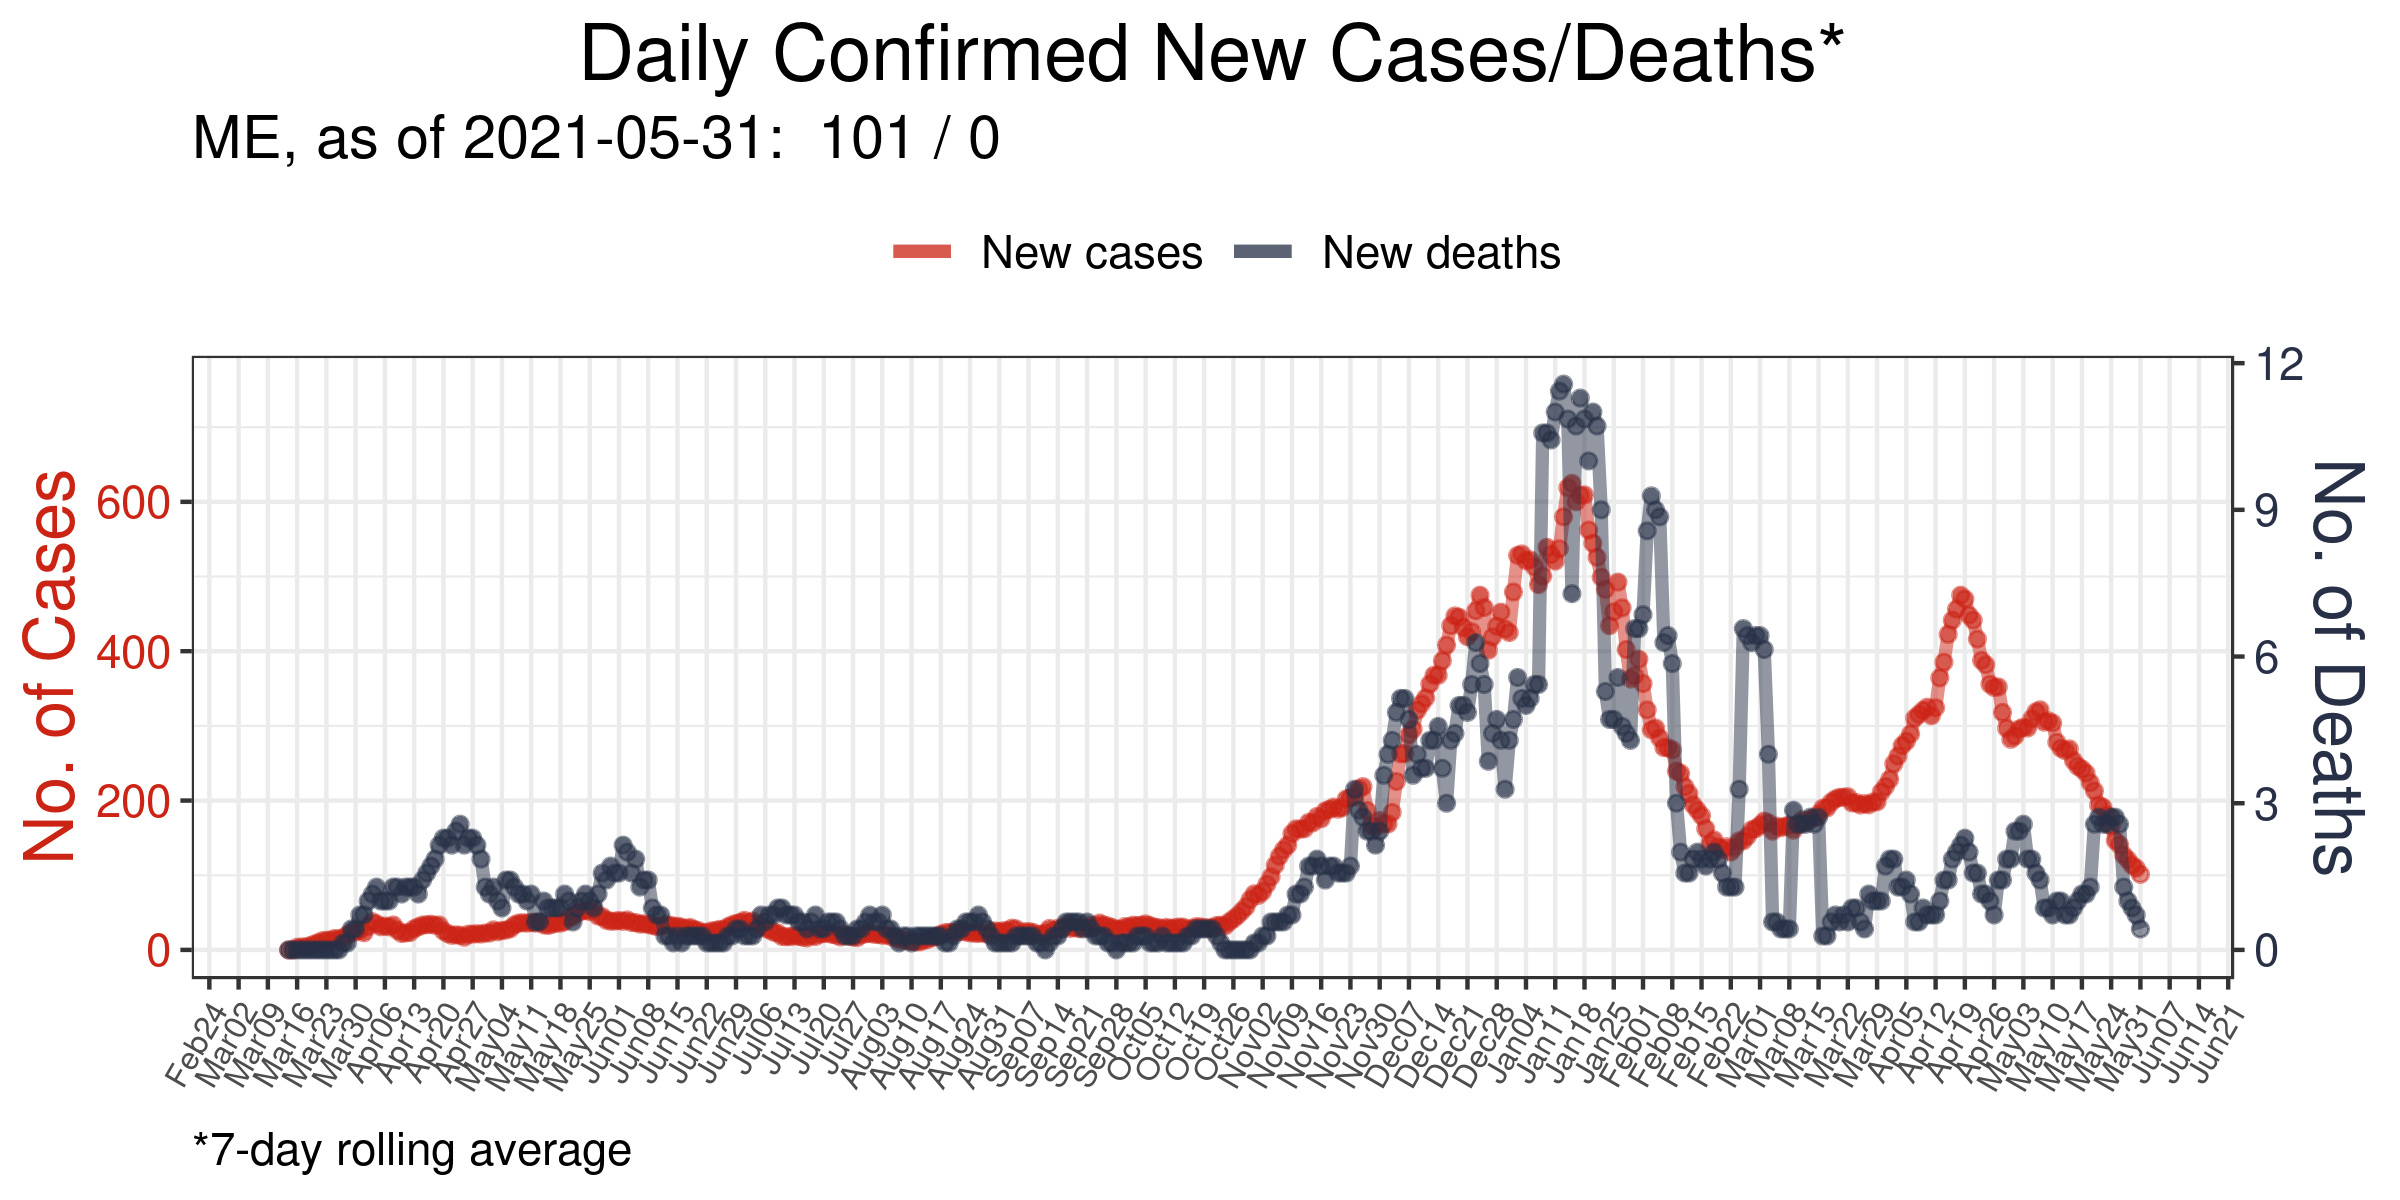 Daily Confirmed New Cases/Deaths*
ME, as of 2021-05-31:  101 / 0
New cases
New deaths
No. of Cases
600
400
200
0
12
9
6
3
0
No. of Deaths
Feb24
Mar02
Mar09
Mar16
Mar23
Mar30
Apr06
Apr13
Apr20
Apr27
May04
May11
May18
May25
Jun01
Jun08
Jun15
Jun22
Jun29
Jul06
Jul13
Jul20
Jul27
Aug03
Aug10
Aug17
Aug24
Aug31
Sep07
Sep14
Sep21
Sep28
Oct05
Oct12
Oct19
Oct26
Nov02
Nov09
Nov16
Nov23
Nov30
Dec07
Dec14
Dec21
Dec28
Jan04
Jan11
Jan18
Jan25
Feb01
Feb08
Feb15
Feb22
Mar01
Mar08
Mar15
Mar22
Mar29
Apr05
Apr12
Apr19
Apr26
May03
May10
May17
May24
May31
Jun07
Jun14
Jun21
*7-day rolling average